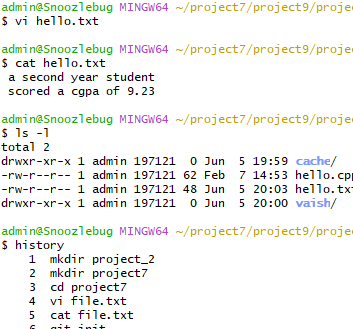 admin@Snoozlebug MINGW64 ~/project7/project9/project
$ vi hello.txt
admin@Snoozlebug MINGW64 ~/project7/project9/project
$ cat hello.txt
a second year student
scored a cgpa of 9.23
admin@Snoozlebug MINGW64 ~/project7/project9/project
$ ls -l
total 2
drwxr-xr-x 1 admin 197121 0 Jun 5 19:59 cache/
-rw-r--r-- 1 admin 197121 62 Feb 7 14:53 hello.cpp
-rw-r--r-- 1 admin 197121 48 Jun 5 20:03 hello.tx
drwxr-xr-x 1 admin 197121 0 Jun 5 20:00 vaish/
admin@Snoozlebug MINGW64 ~/project7/project9/project
$ history
1 mkdir project_2
2 mkdir project7
3 cd project7
4 vi file.txt
5 cat file.txt
6 git init